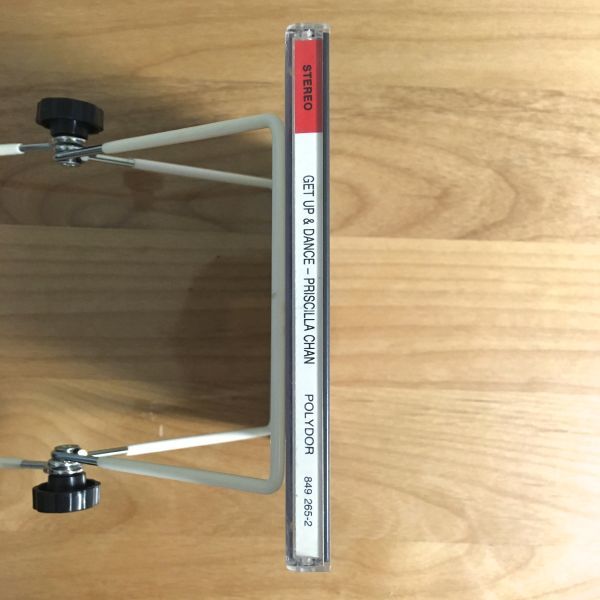 STEREO
GET UP & DANCE – PRISCILLA CHAN
POLYDOR
849 265-2